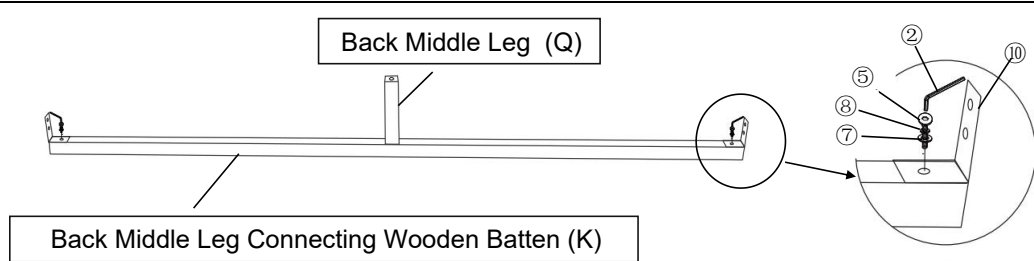 Back Middle Leg (Q)
②
⑩
⑤
⑧
⑦
Back Middle Leg Connecting Wooden Batten (K)